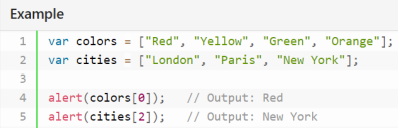 Example
1 var colors = ["Red", "Yellow", "Green", "Orange"];
2 var cities = ["London", "Paris", "New York"];
3
4 alert(colors[0]);   // Output: Red
5 alert(cities[2]);   // Output: New York